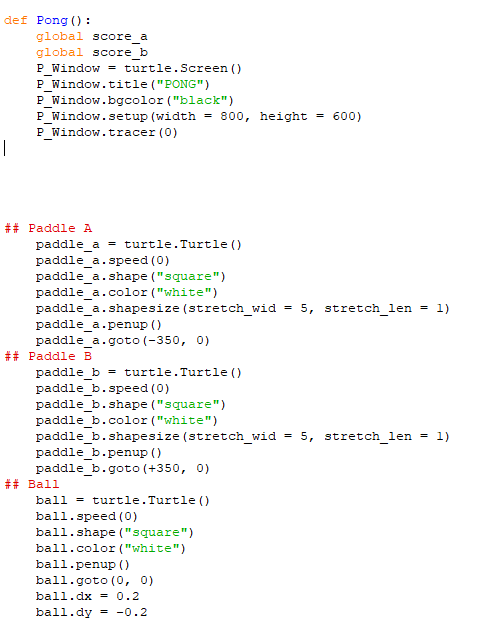 def Pong():
    global score_a
    global score_b
    P_Window = turtle.Screen()
    P_Window.title("PONG")
    P_Window.bgcolor("black")
    P_Window.setup(width = 800, height = 600)
    P_Window.tracer(0)
## Paddle A
    paddle_a = turtle.Turtle()
    paddle_a.speed(0)
    paddle_a.shape("square")
    paddle_a.color("white")
    paddle_a.shapesize(stretch_wid = 5, stretch_len = 1)
    paddle_a.penup()
    paddle_a.goto(-350, 0)
## Paddle B
    paddle_b = turtle.Turtle()
    paddle_b.speed(0)
    paddle_b.shape("square")
    paddle_b.color("white")
    paddle_b.shapesize(stretch_wid = 5, stretch_len = 1)
    paddle_b.penup()
    paddle_b.goto(+350, 0)
## Ball
    ball = turtle.Turtle()
    ball.speed(0)
    ball.shape("square")
    ball.color("white")
    ball.penup()
    ball.goto(0, 0)
    ball.dx = 0.2
    ball.dy = -0.2